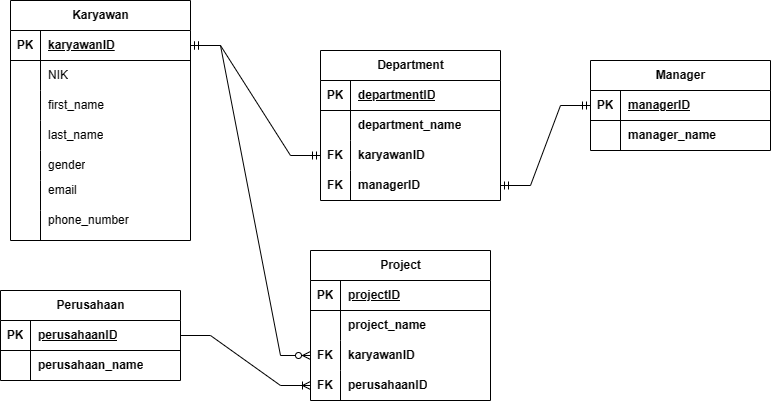 Karyawan
PK karyawanID
NIK
first_name
last_name
gender
email
phone_number
Department
PK departmentID
department_name
FK karyawanID
FK managerID
Manager
PK managerID
manager_name
Perusahaan
PK perusahaanID
perusahaan_name
Project
PK projectID
project_name
FK karyawanID
FK perusahaanID